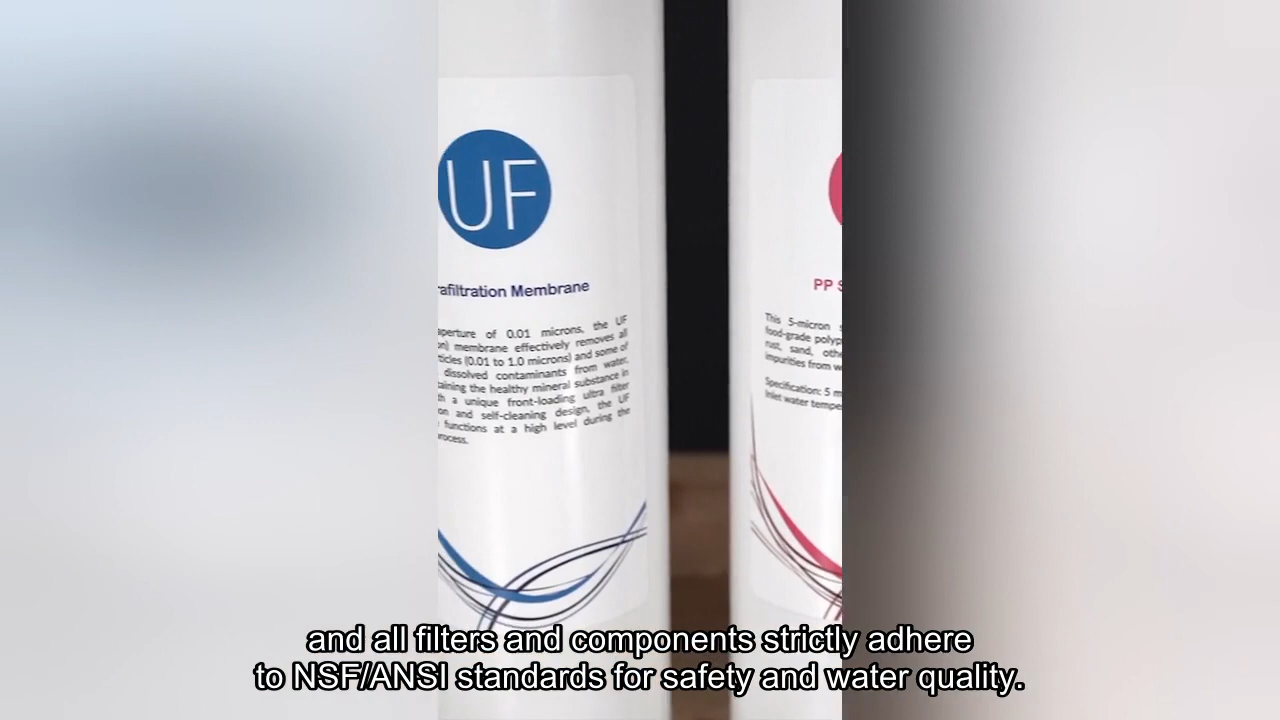 UF
rafiltration Membrane
aperture of 0.01 microns, the UF
on) membrane effectively removes all
ticles (0.01 to 1.0 microns) and some of
dissolved contaminants from water,
taining the healthy mineral substance in
a unique front-loading ultra filter
on and self-cleaning design, the UF
functions at a high level during the
process.
PP S
This 5-micron s
food-grade polyp
rust, sand, othe
impurities from w
Specification: 5 m
Inlet water tempe
and all filters and components strictly adhere
to NSF/ANSI standards for safety and water quality.